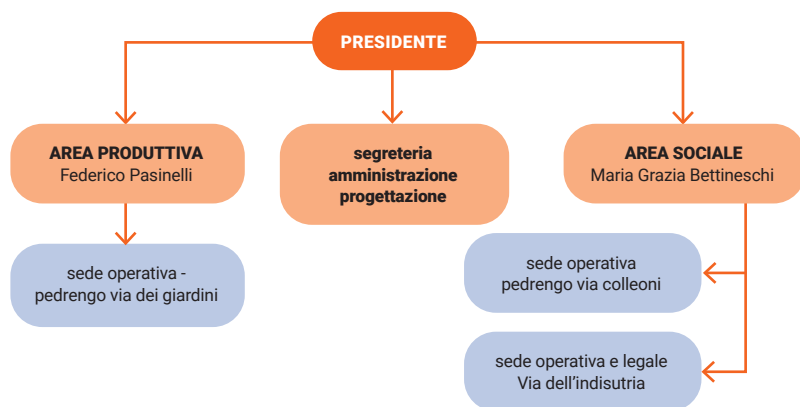 PRESIDENTE
AREA PRODUTTIVA
Federico Pasinelli
segreteria
amministrazione
progettazione
AREA SOCIALE
Maria Grazia Bettineschi
sede operativa -
pedrengo via dei giardini
sede operativa
pedrengo via colleoni
sede operativa e legale
Via dell’indisutria